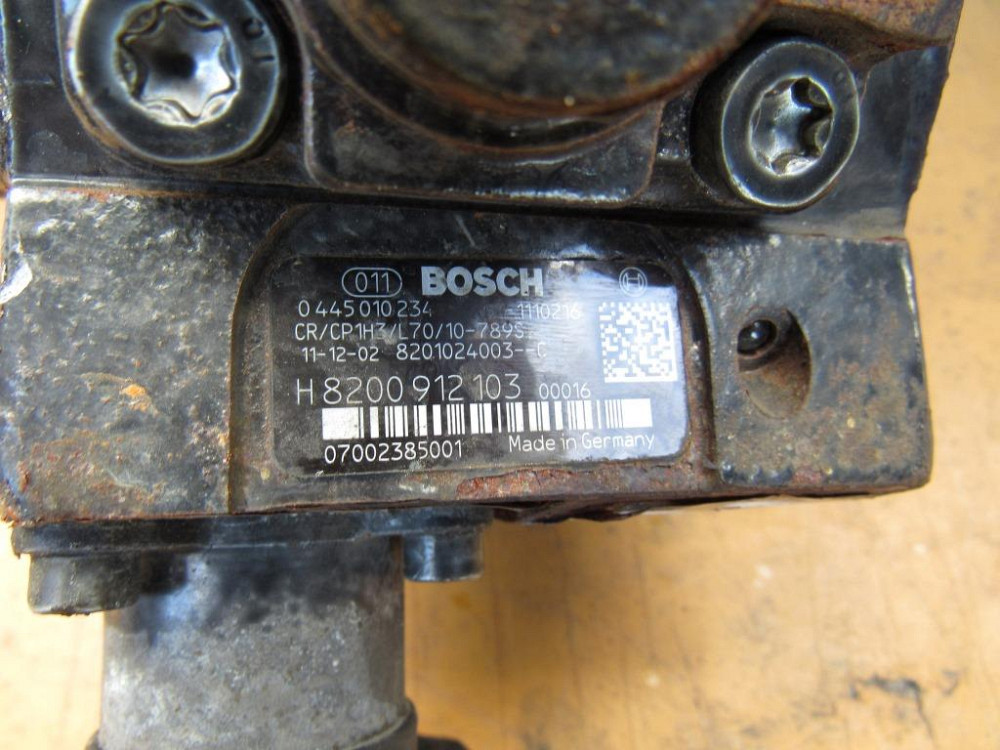 011 BOSCH
0 445 010 234 1110216
CR/CP1H3/L70/10-789S
11-12-02 8201024003--C
H8200 912 103 00016
07002385001 Made in Germany